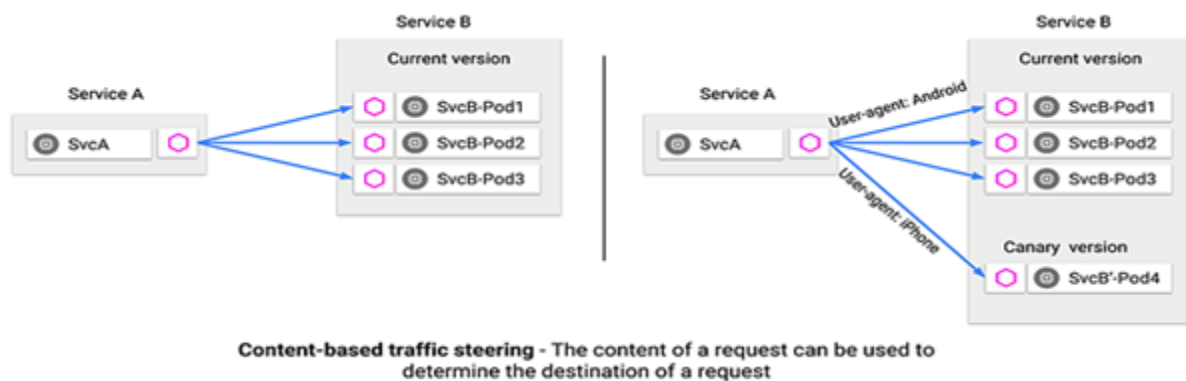 Service B
Current version
Service A
SvcA
SvcB-Pod1
SvcB-Pod2
SvcB-Pod3
Service B
Current version
Service A
SvcA
User-agent: Android
SvcB-Pod1
SvcB-Pod2
SvcB-Pod3
User-agent: iPhone
Canary version
SvcB'-Pod4
Content-based traffic steering - The content of a request can be used to
determine the destination of a request